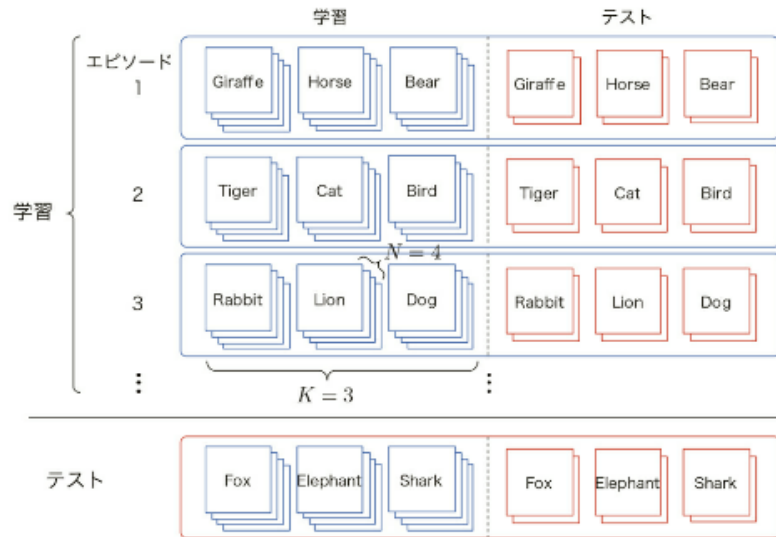 学習 テスト
エピソード
1 Giraffe Horse Bear Giraffe Horse Bear
学習
2 Tiger Cat Bird Tiger Cat Bird
N = 4
3 Rabbit Lion Dog Rabbit Lion Dog
⋮ ⋮
K = 3
テスト Fox Elephant Shark Fox Elephant Shark